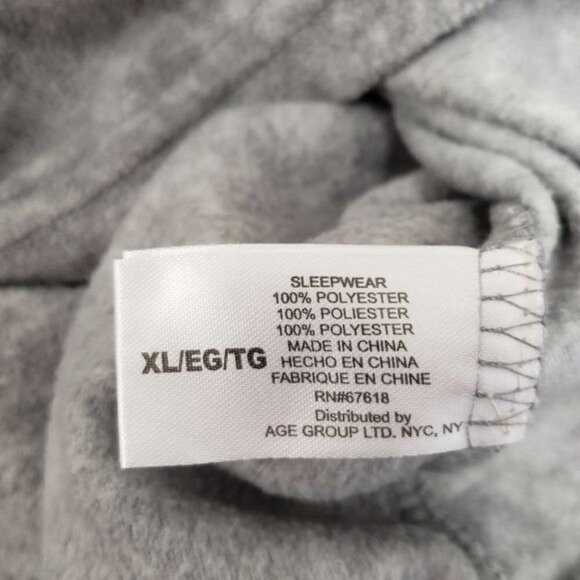 XL/EG/TG
SLEEPWEAR
100% POLYESTER
100% POLIESTER
100% POLYESTER
MADE IN CHINA
HECHO EN CHINA
FABRIQUE EN CHINE
RN#67618
Distributed by
AGE GROUP LTD. NYC, NY